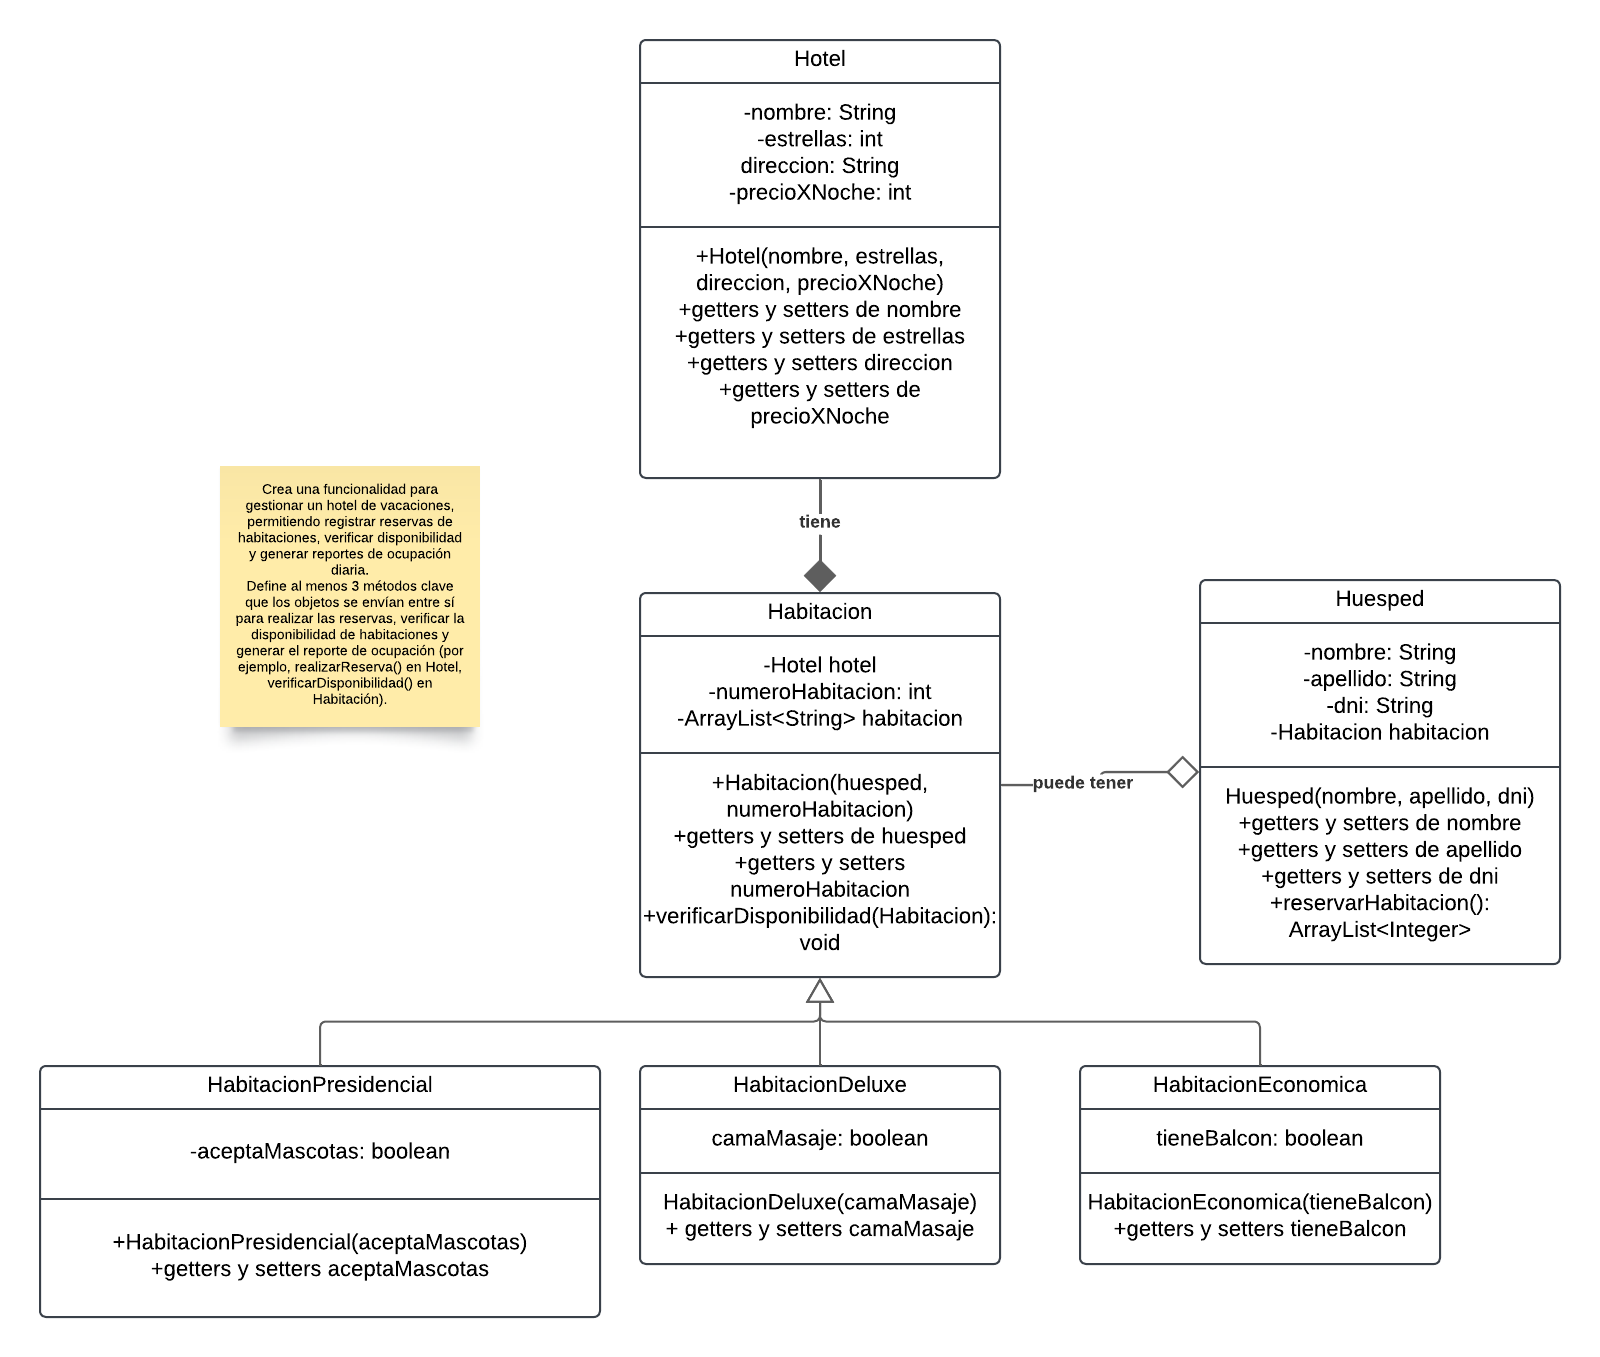 Hotel
-nombre: String
-estrellas: int
direccion: String
-precioXNoche: int
+Hotel(nombre, estrellas,
direccion, precioXNoche)
+getters y setters de nombre
+getters y setters de estrellas
+getters y setters direccion
+getters y setters de
precioXNoche
Crea una funcionalidad para
gestionar un hotel de vacaciones,
permitiendo registrar reservas de
habitaciones, verificar disponibilidad
y generar reportes de ocupación
diaria.
Define al menos 3 métodos clave
que los objetos se envían entre sí
para realizar las reservas, verificar la
disponibilidad de habitaciones y
generar el reporte de ocupación (por
ejemplo, realizarReserva() en Hotel,
verificarDisponibilidad() en
Habitación).
tiene
Habitacion
-Hotel hotel
-numeroHabitacion: int
-ArrayList<String> habitacion
+Habitacion(huesped,
numeroHabitacion)
+getters y setters de huesped
+getters y setters
numeroHabitacion
+verificarDisponibilidad(Habitacion):
void
puede tener
Huesped
-nombre: String
-apellido: String
-dni: String
-Habitacion habitacion
Huesped(nombre, apellido, dni)
+getters y setters de nombre
+getters y setters de apellido
+getters y setters de dni
+reservarHabitacion():
ArrayList<Integer>
HabitacionPresidencial
-aceptaMascotas: boolean
+HabitacionPresidencial(aceptaMascotas)
+getters y setters aceptaMascotas
HabitacionDeluxe
camaMasaje: boolean
HabitacionDeluxe(camaMasaje)
+ getters y setters camaMasaje
HabitacionEconomica
tieneBalcon: boolean
HabitacionEconomica(tieneBalcon)
+getters y setters tieneBalcon